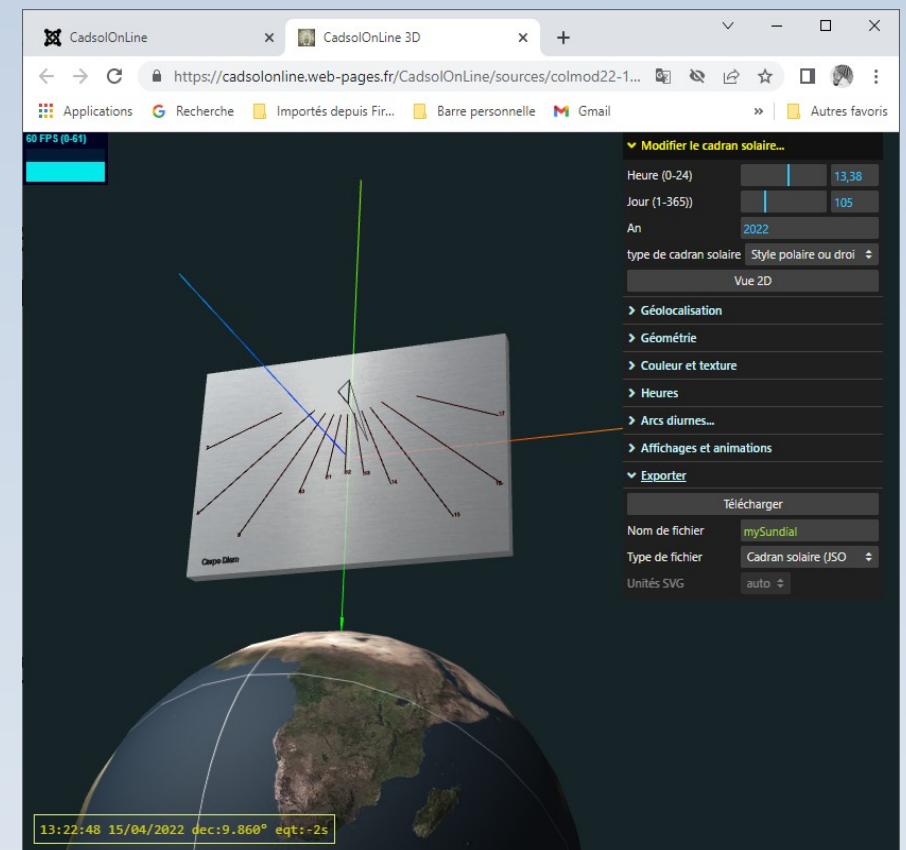 CadsolOnLine
CadsolOnLine 3D
https://cadsolonline.web-pages.fr/CadsolOnLine/sources/colmod22-1...
Applications Recherche Importés depuis Fir... Barre personnelle Gmail » Autres favoris
60 FPS (0-61)
Modifier le cadran solaire...
Heure (0-24) 13,38
Jour (1-365)) 105
An 2022
type de cadran solaire Style polaire ou droi
Vue 2D
Géolocalisation
Géométrie
Couleur et texture
Heures
Arcs diurnes...
Affichages et animations
Exporter
Télécharger
Nom de fichier mySundial
Type de fichier Cadran solaire (JSO
Unités SVG auto
17
12
14
15
Carpe Diem
13:22:48 15/04/2022 dec:9.860° eqt:-2s